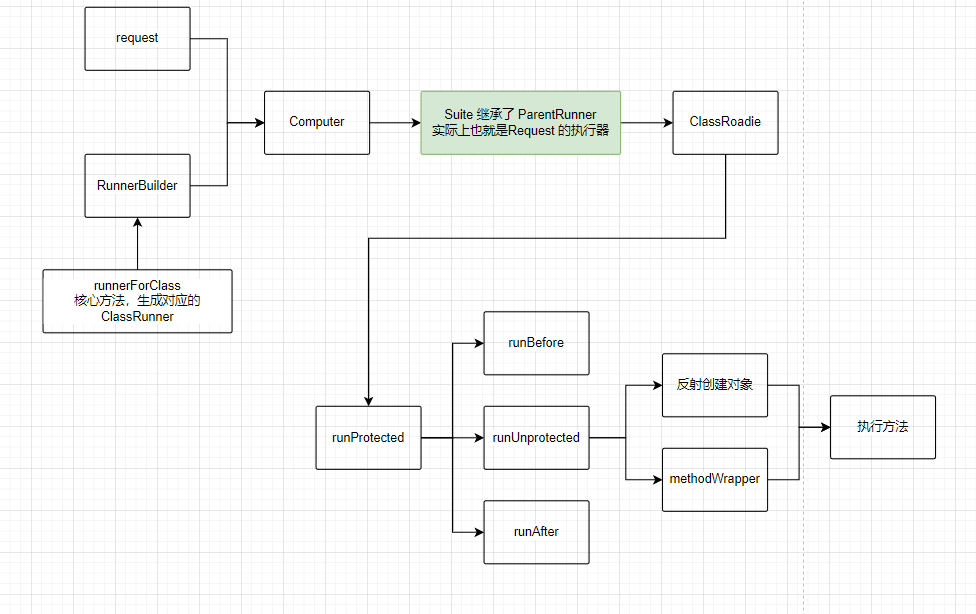 request
Computer
Suite 继承了 ParentRunner
实际上也就是Request 的执行器
ClassRoadie
RunnerBuilder
runnerForClass
核心方法，生成对应的
ClassRunner
runBefore
runProtected
runUnprotected
runAfter
反射创建对象
methodWrapper
执行方法